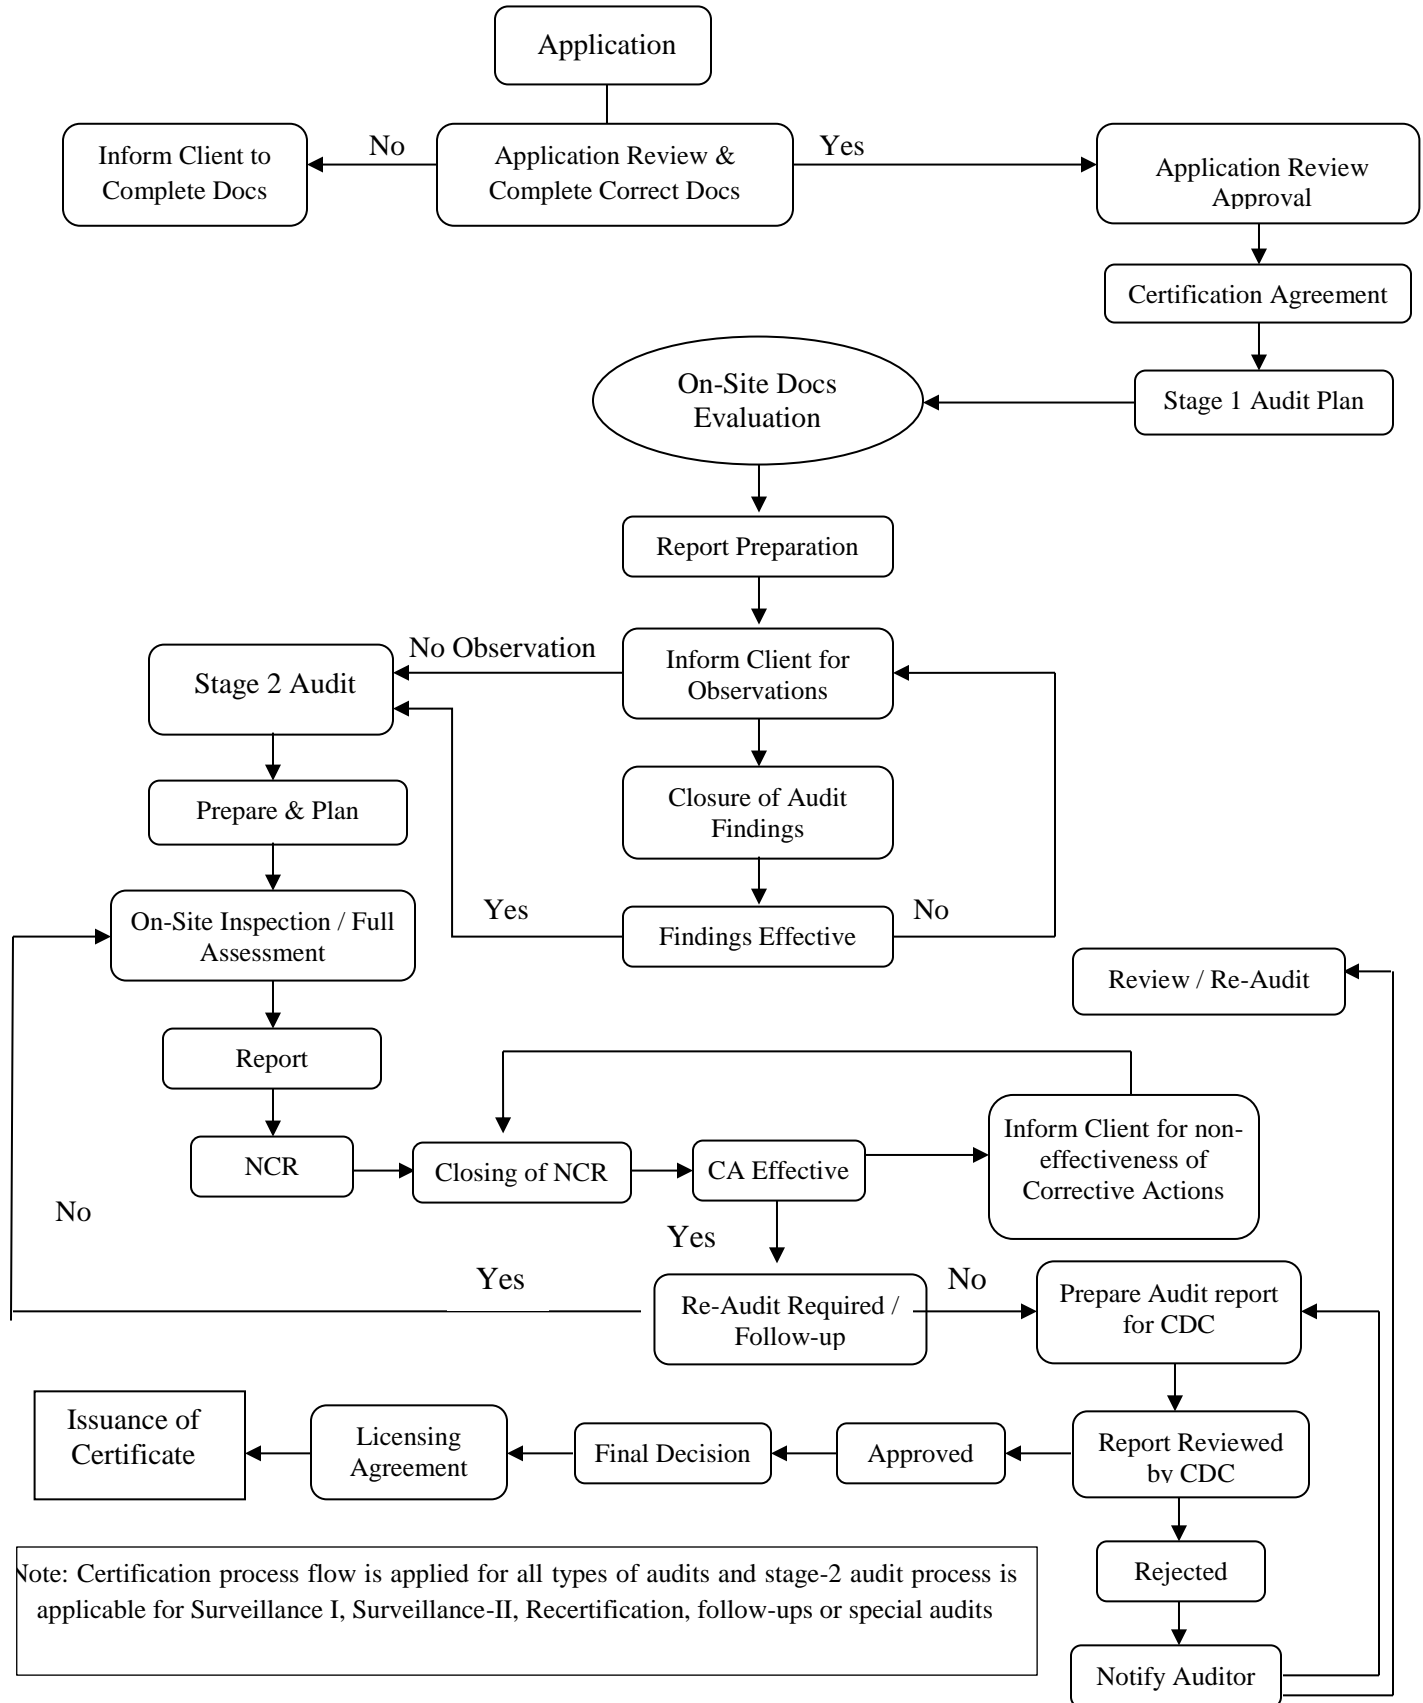 Application
No
Yes
Inform Client to
Complete Docs
Application Review &
Complete Correct Docs
Application Review
Approval
Certification Agreement
On-Site Docs
Evaluation
Stage 1 Audit Plan
Report Preparation
No Observation
Inform Client for
Observations
Stage 2 Audit
Closure of Audit
Findings
Prepare & Plan
Yes
No
On-Site Inspection / Full
Assessment
Findings Effective
Review / Re-Audit
Report
Inform Client for non-
effectiveness of
Corrective Actions
NCR
Closing of NCR
CA Effective
No
Yes
Yes
No
Re-Audit Required /
Follow-up
Prepare Audit report
for CDC
Issuance of
Certificate
Licensing
Agreement
Final Decision
Approved
Report Reviewed
by CDC
Rejected
Note: Certification process flow is applied for all types of audits and stage-2 audit process is
applicable for Surveillance I, Surveillance-II, Recertification, follow-ups or special audits
Notify Auditor